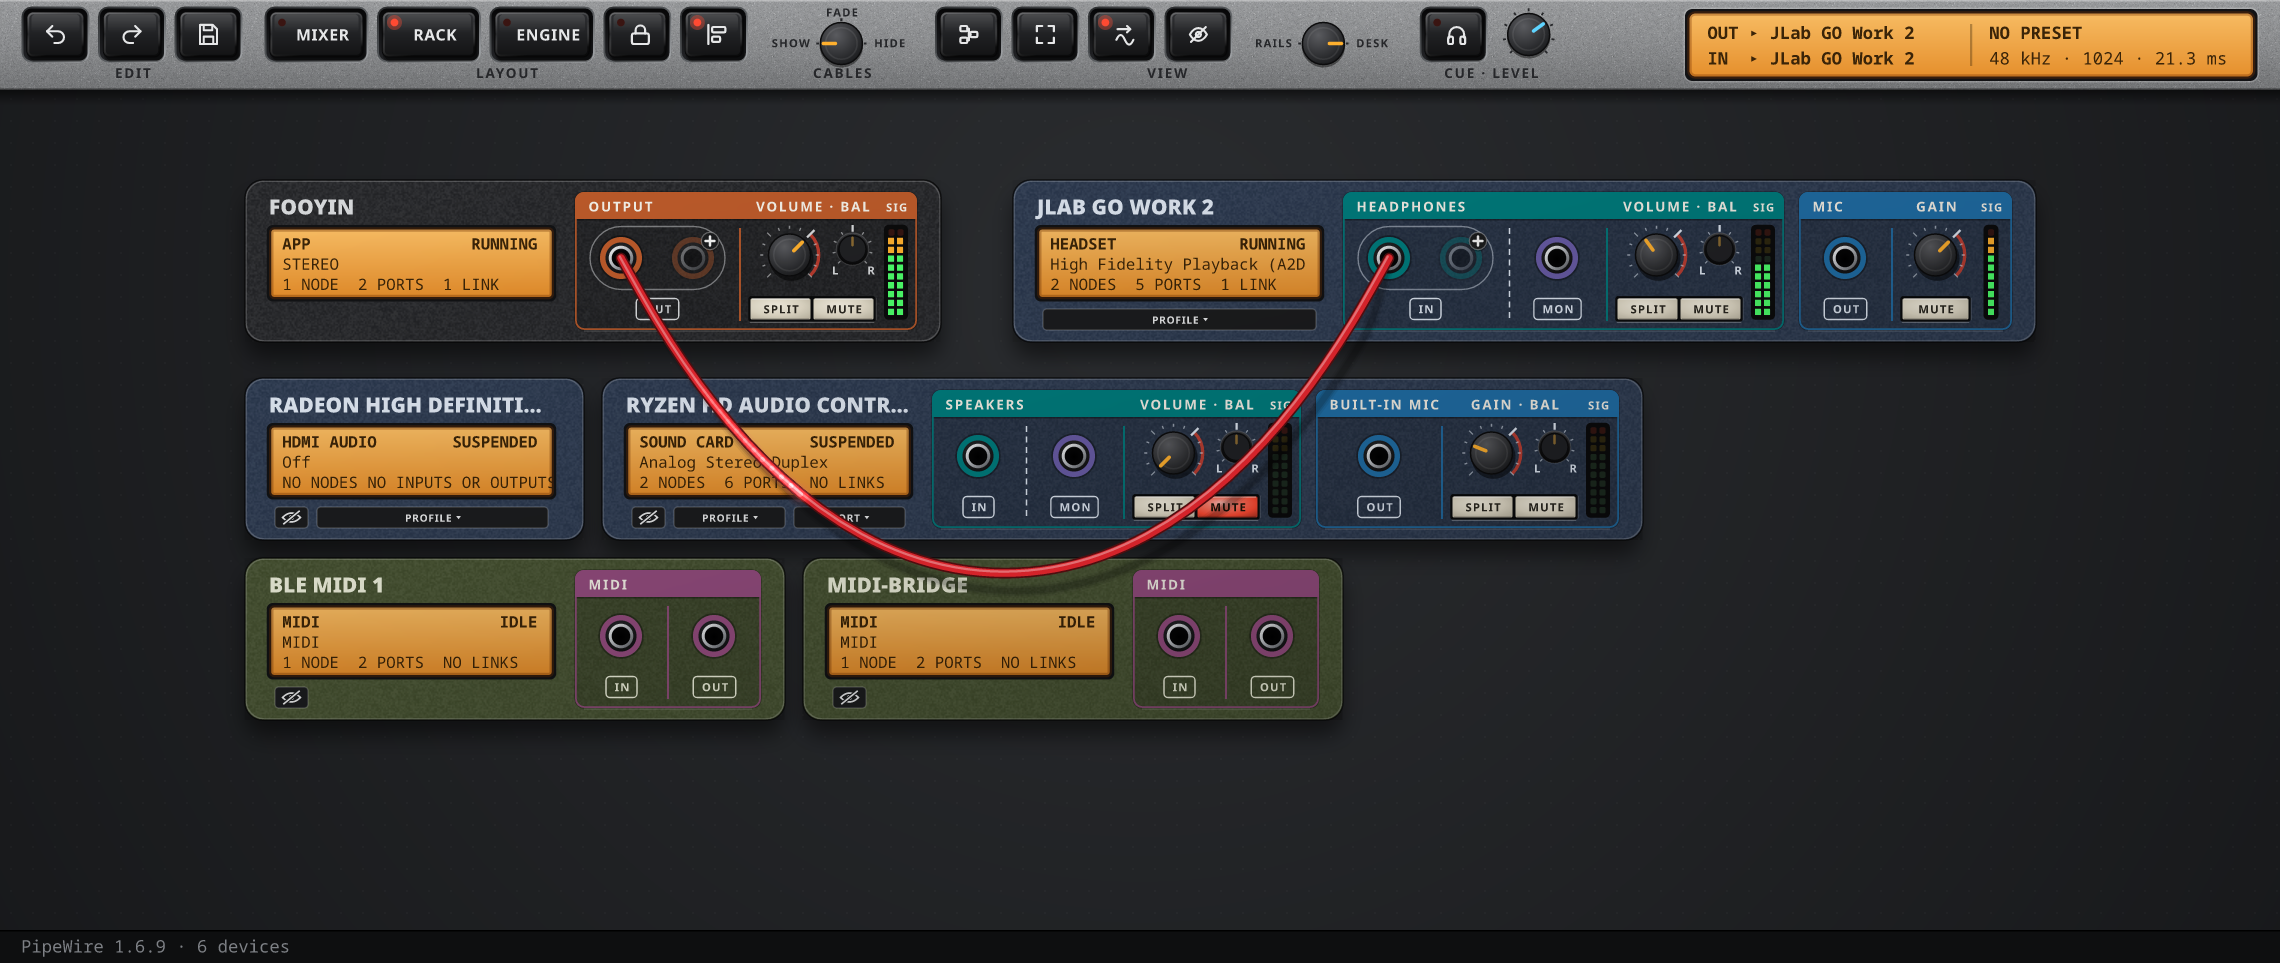 FADE
SHOW HIDE
CABLES
MIXER
RACK
ENGINE
EDIT
LAYOUT
RAILS DESK
VIEW
CUE · LEVEL
OUT ▸ JLab GO Work 2
IN ▸ JLab GO Work 2
NO PRESET
48 kHz · 1024 · 21.3 ms
FOOYIN
APP RUNNING
STEREO
1 NODE 2 PORTS 1 LINK
OUTPUT VOLUME · BAL SIG
L R
SPLIT MUTE
JLAB GO WORK 2
HEADSET RUNNING
High Fidelity Playback (A2D
2 NODES 5 PORTS 1 LINK
PROFILE
HEADPHONES VOLUME · BAL SIG
L R
IN MON SPLIT MUTE
MIC GAIN SIG
OUT MUTE
RADEON HIGH DEFINITI...
HDMI AUDIO SUSPENDED
Off
NO NODES NO INPUTS OR OUTPUTS
PROFILE
RYZEN HD AUDIO CONTR...
SOUND CARD SUSPENDED
Analog Stereo Duplex
2 NODES 6 PORTS NO LINKS
PROFILE
SPEAKERS VOLUME · BAL SIG
L R
IN MON SPLIT MUTE
BUILT-IN MIC GAIN · BAL SIG
L R
OUT SPLIT MUTE
BLE MIDI 1
MIDI IDLE
MIDI
1 NODE 2 PORTS NO LINKS
MIDI
IN OUT
MIDI-BRIDGE
MIDI IDLE
MIDI
1 NODE 2 PORTS NO LINKS
MIDI
IN OUT
PipeWire 1.6.9 · 6 devices